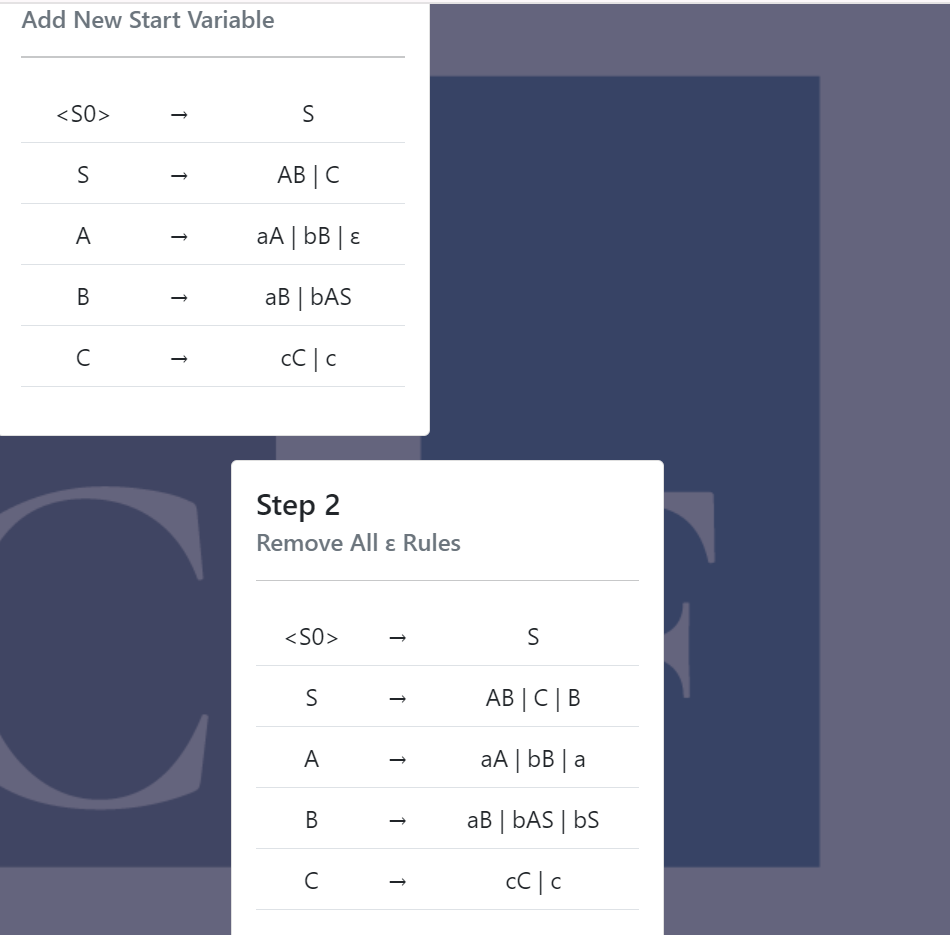 Add New Start Variable
<S0> → S
S → AB | C
A → aA | bB | ε
B → aB | bAS
C → cC | c
C
F
Step 2
Remove All ε Rules
<S0> → S
S → AB | C | B
A → aA | bB | a
B → aB | bAS | bS
C → cC | c